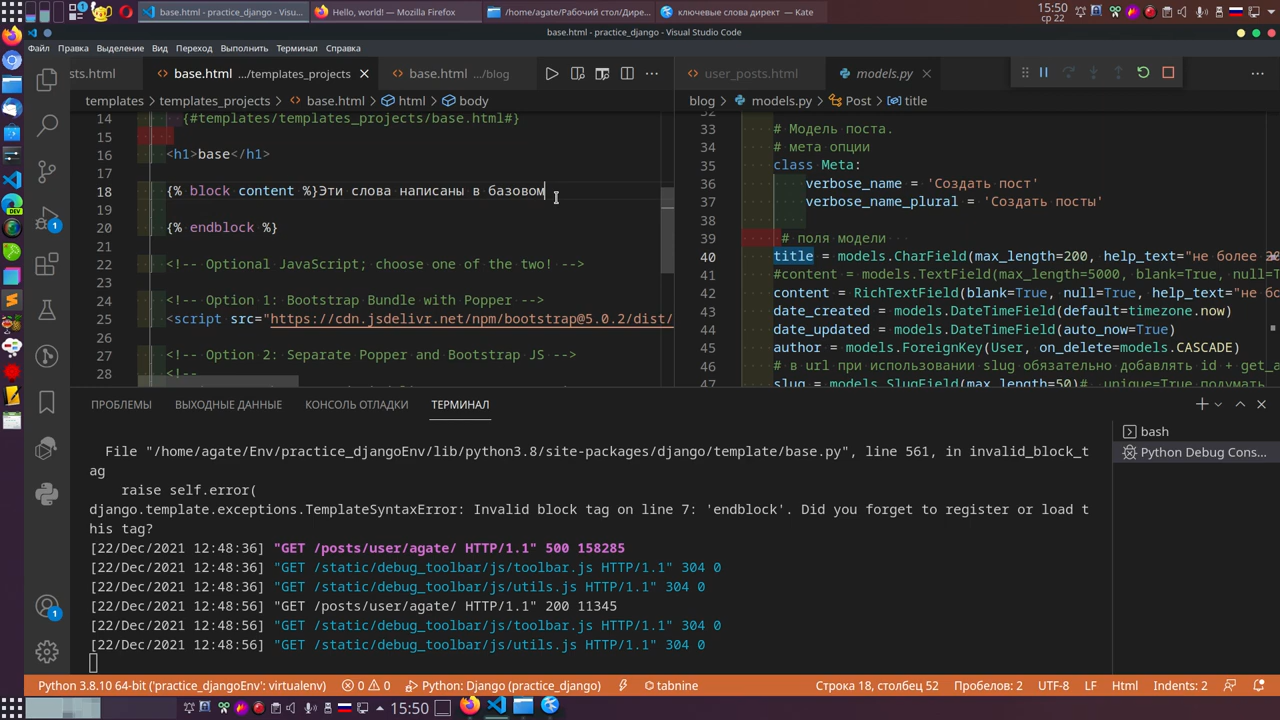 base.html - practice_django - Visu...
Hello, world! — Mozilla Firefox
/home/agate/Рабочий стол/Дире...
ключевые слова директ — Kate
15:50
ср 22
base.html - practice_django - Visual Studio Code
Файл Правка Выделение Вид Переход Выполнить Терминал Справка
sts.html base.html .../templates_projects base.html .../blog user_posts.html models.py
templates > templates_projects > base.html > html > body
blog > models.py > Post > title
14 {#templates/templates_projects/base.html#}
15
16 <h1>base</h1>
17
18 {% block content %}Эти слова написаны в базовом
19
20 {% endblock %}
21
22 <!-- Optional JavaScript; choose one of the two! -->
23
24 <!-- Option 1: Bootstrap Bundle with Popper -->
25 <script src="https://cdn.jsdelivr.net/npm/bootstrap@5.0.2/dist/
26
27 <!-- Option 2: Separate Popper and Bootstrap JS -->
28 <!--
33 # Модель поста.
34 # мета опции
35 class Meta:
36 verbose_name = 'Создать пост'
37 verbose_name_plural = 'Создать посты'
38
39 # поля модели
40 title = models.CharField(max_length=200, help_text="не более 20
41 #content = models.TextField(max_length=5000, blank=True, null=T
42 content = RichTextField(blank=True, null=True, help_text="не бо
43 date_created = models.DateTimeField(default=timezone.now)
44 date_updated = models.DateTimeField(auto_now=True)
45 author = models.ForeignKey(User, on_delete=models.CASCADE)
46 # в url при использовании slug обязательно добавлять id + get_a
47 slug = models.SlugField(max_length=50)# unique=True подумать
ПРОБЛЕМЫ ВЫХОДНЫЕ ДАННЫЕ КОНСОЛЬ ОТЛАДКИ ТЕРМИНАЛ
bash
Python Debug Cons...
File "/home/agate/Env/practice_djangoEnv/lib/python3.8/site-packages/django/template/base.py", line 561, in invalid_block_t
ag
raise self.error(
django.template.exceptions.TemplateSyntaxError: Invalid block tag on line 7: 'endblock'. Did you forget to register or load t
his tag?
[22/Dec/2021 12:48:36] "GET /posts/user/agate/ HTTP/1.1" 500 158285
[22/Dec/2021 12:48:36] "GET /static/debug_toolbar/js/toolbar.js HTTP/1.1" 304 0
[22/Dec/2021 12:48:36] "GET /static/debug_toolbar/js/utils.js HTTP/1.1" 304 0
[22/Dec/2021 12:48:56] "GET /posts/user/agate/ HTTP/1.1" 200 11345
[22/Dec/2021 12:48:56] "GET /static/debug_toolbar/js/toolbar.js HTTP/1.1" 304 0
[22/Dec/2021 12:48:56] "GET /static/debug_toolbar/js/utils.js HTTP/1.1" 304 0
Python 3.8.10 64-bit ('practice_djangoEnv': virtualenv) 0 0 Python: Django (practice_django) tabnine Строка 18, столбец 52 Пробелов: 2 UTF-8 LF Html Indents: 2
15:50